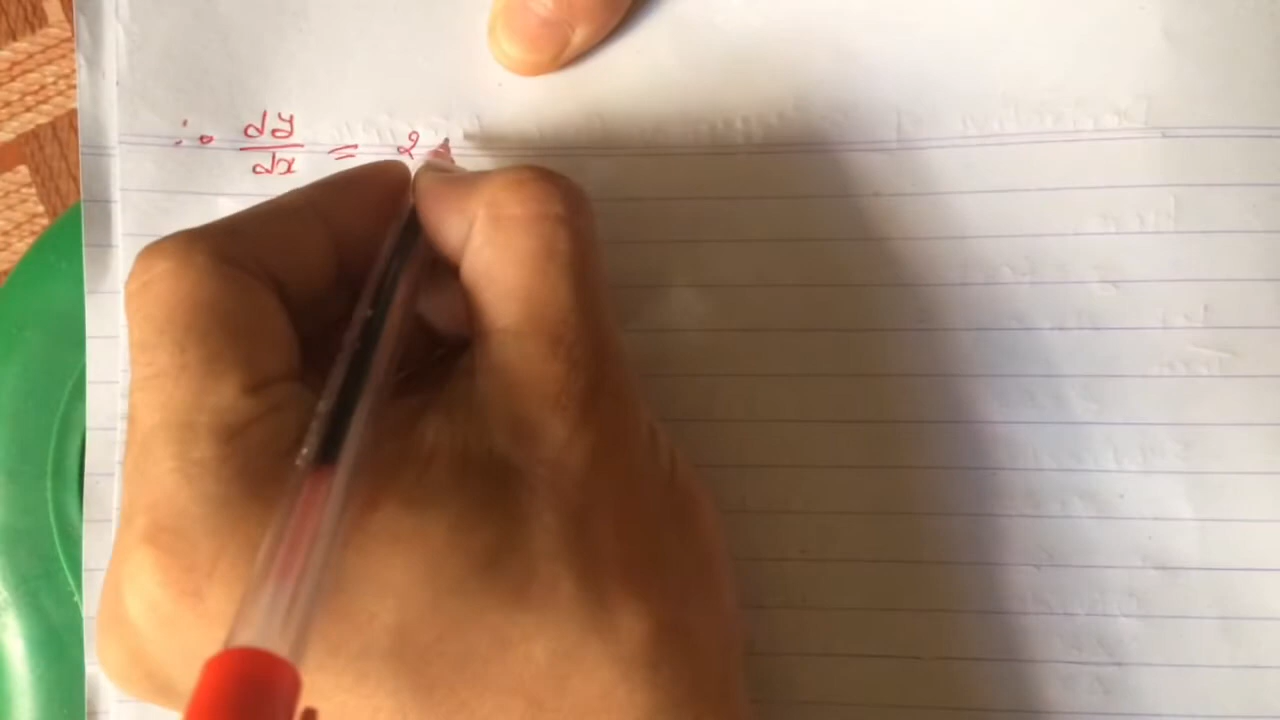 ∴ dy/dx = 2